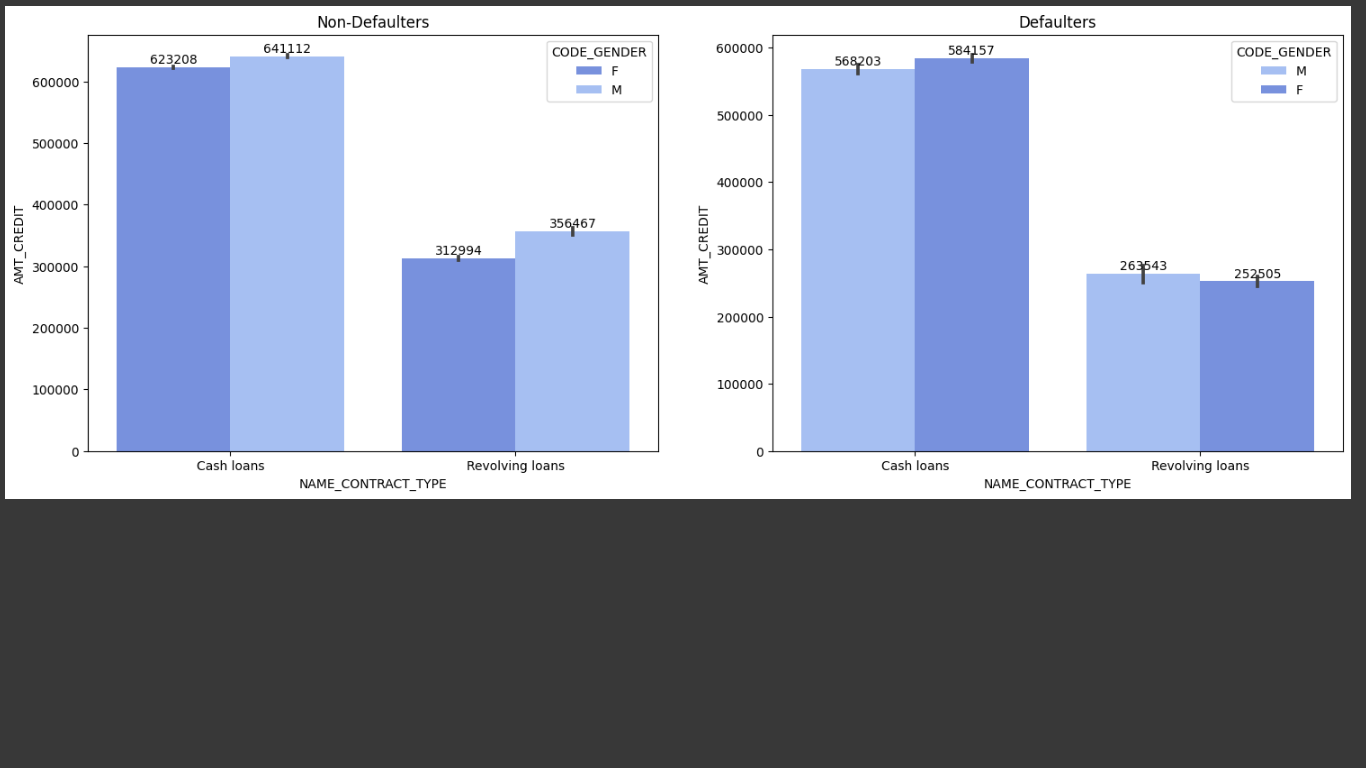 Non-Defaulters
623208
641112
312994
356467
CODE_GENDER
F
M
600000
500000
400000
300000
200000
100000
0
AMT_CREDIT
Cash loans
Revolving loans
NAME_CONTRACT_TYPE
Defaulters
568203
584157
263543
252505
CODE_GENDER
M
F
600000
500000
400000
300000
200000
100000
0
AMT_CREDIT
Cash loans
Revolving loans
NAME_CONTRACT_TYPE